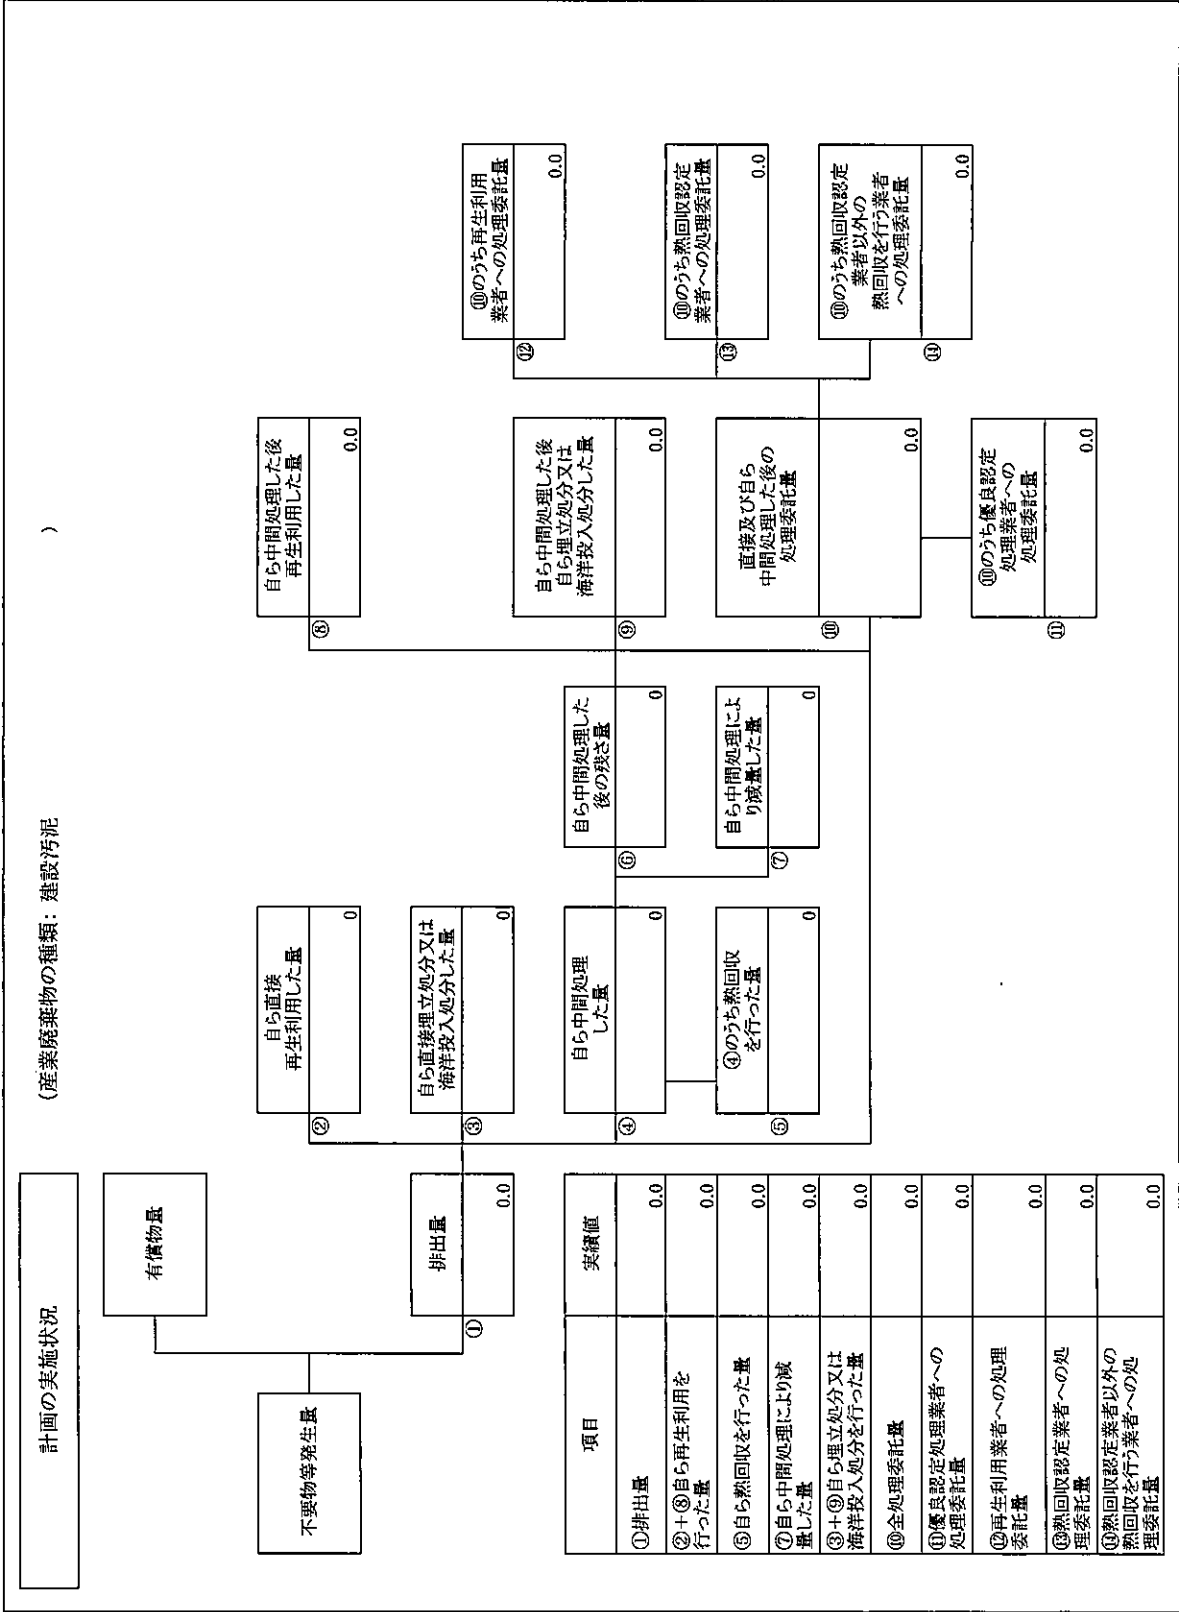 計画の実施状況
(産業廃棄物の種類: 建設汚泥
)
不要物等発生量
有償物量
①
排出量
0.0
②
自ら直接
再生利用した量
0
③
自ら直接埋立処分又は
海洋投入処分した量
0
④
自ら中間処理
した量
0
⑤
④のうち熱回収
を行った量
0
⑥
自ら中間処理した
後の残さ量
0
⑦
自ら中間処理によ
り減量した量
0
⑧
自ら中間処理した後
再生利用した量
0.0
⑨
自ら中間処理した後
自ら埋立処分又は
海洋投入処分した量
0.0
⑩
直接及び自ら
中間処理した後の
処理委託量
0.0
⑪
⑩のうち優良認定
処理業者への
処理委託量
0.0
⑫
⑩のうち再生利用
業者への処理委託量
0.0
⑬
⑩のうち熱回収認定
業者への処理委託量
0.0
⑭
⑩のうち熱回収認定
業者以外の
熱回収を行う業者
への処理委託量
0.0
項目
実績値
①排出量
0.0
②+⑧自ら再生利用を
行った量
0.0
⑤自ら熱回収を行った量
0.0
⑦自ら中間処理により減
量した量
0.0
③+⑨自ら埋立処分又は
海洋投入処分を行った量
0.0
⑩全処理委託量
0.0
⑪優良認定処理業者への
処理委託量
0.0
⑫再生利用業者への処理
委託量
0.0
⑬熱回収認定業者への処
理委託量
0.0
⑭熱回収認定業者以外の
熱回収を行う業者への処
理委託量
0.0